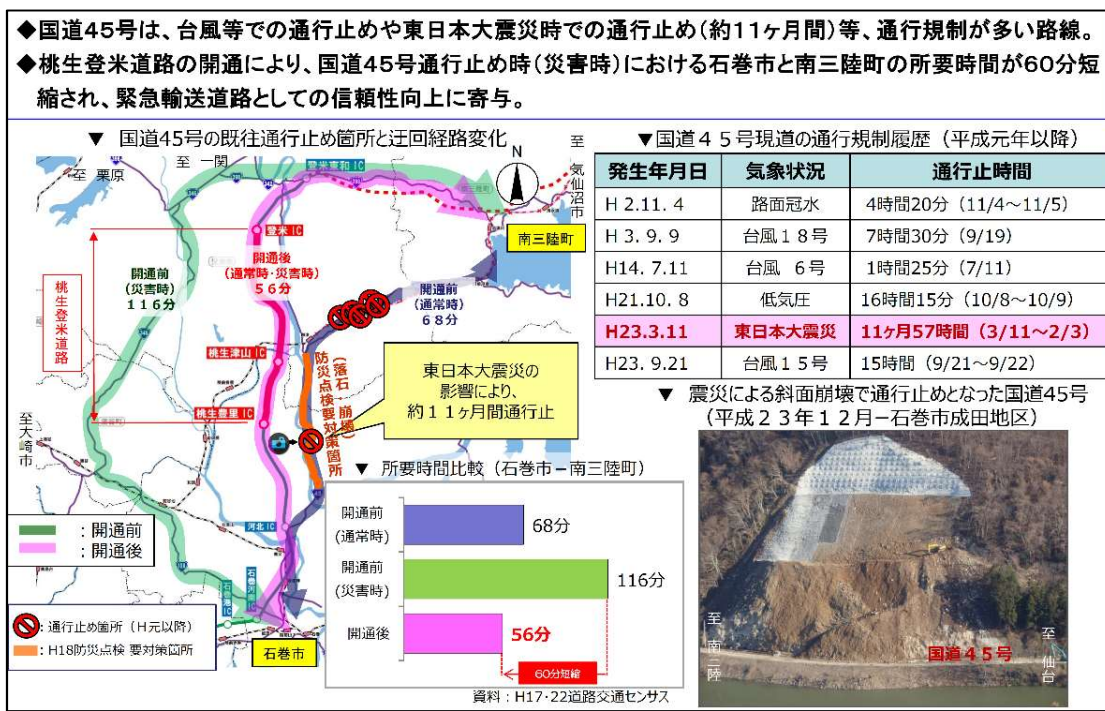 ◆国道45号は、台風等での通行止めや東日本大震災時での通行止め(約11ヶ月間)等、通行規制が多い路線。
◆桃生登米道路の開通により、国道45号通行止め時(災害時)における石巻市と南三陸町の所要時間が60分短
縮され、緊急輸送道路としての信頼性向上に寄与。
▼ 国道45号の既往通行止め箇所と迂回経路変化
至 一関
至 栗原
登米東和IC
N
至 気仙沼市
南三陸町
登米IC
開通前
(災害時)
116分
開通後
(通常時・災害時)
56分
開通前
(通常時)
68分
桃生登米道路
桃生津山IC
桃生豊里IC
(落石・崩壊)
防災点検要対策箇所
東日本大震災の
影響により、
約11ヶ月間通行止
至 大崎市
河北IC
石巻河南IC
石巻港IC
石巻市
:開通前
:開通後
:通行止め箇所(H元以降)
:H18防災点検 要対策箇所
▼ 所要時間比較(石巻市-南三陸町)
開通前
(通常時)
68分
開通前
(災害時)
116分
開通後
56分
60分短縮
資料:H17・22道路交通センサス
▼国道45号現道の通行規制履歴(平成元年以降)
発生年月日 気象状況 通行止時間
H 2.11. 4 路面冠水 4時間20分(11/4~11/5)
H 3. 9. 9 台風18号 7時間30分(9/19)
H14. 7.11 台風 6号 1時間25分(7/11)
H21.10. 8 低気圧 16時間15分(10/8~10/9)
H23.3.11 東日本大震災 11ヶ月57時間(3/11~2/3)
H23. 9.21 台風15号 15時間(9/21~9/22)
▼ 震災による斜面崩壊で通行止めとなった国道45号
(平成23年12月-石巻市成田地区)
至 南三陸
国道45号
至 仙台